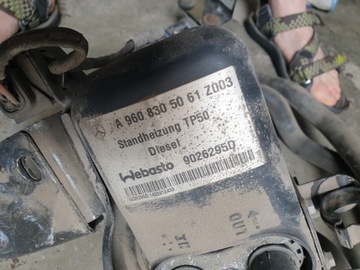 A 960 830 50 61 Z003
Standheizung TP50
Diesel
Webasto 9026295D